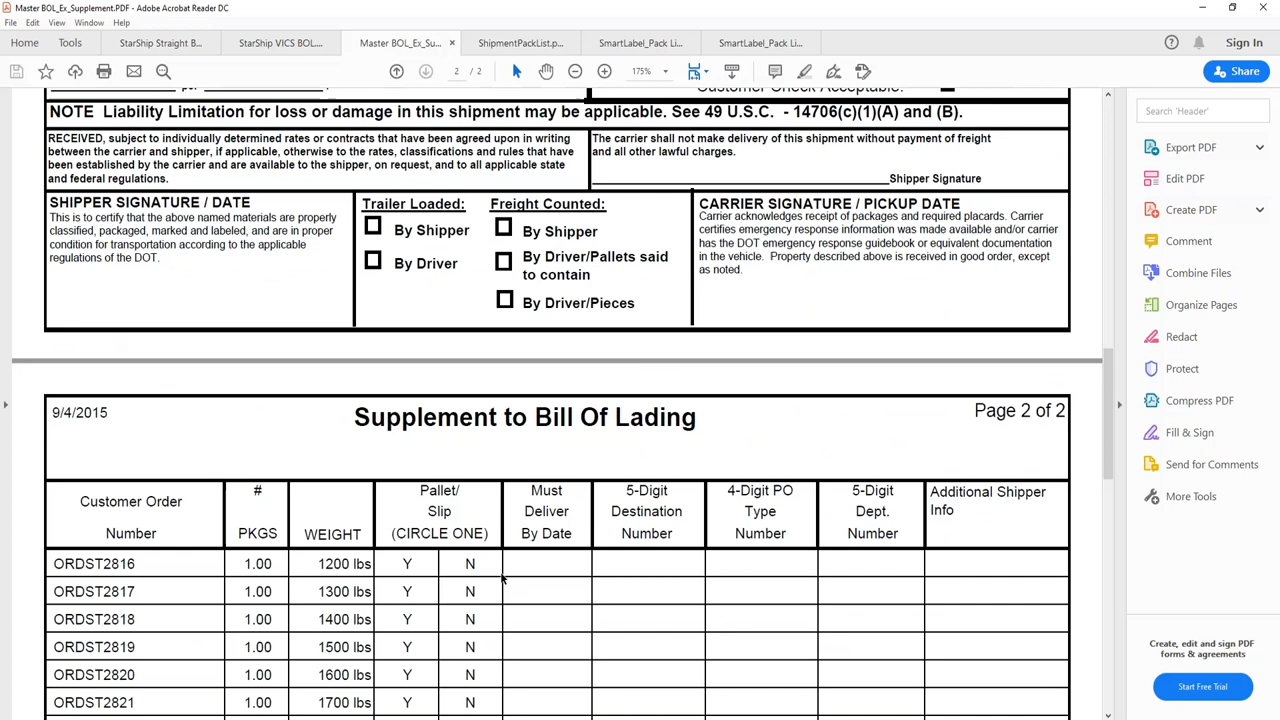 Master BOL_Ex_Supplement.PDF - Adobe Acrobat Reader DC
File Edit View Window Help
Home Tools StarShip Straight B... StarShip VICS BOL.... Master BOL_Ex_Su... × ShipmentPackList.p... SmartLabel_Pack Li... SmartLabel_Pack Li... Sign In
2 / 2 175% Share
Customer Check Acceptable:
NOTE Liability Limitation for loss or damage in this shipment may be applicable. See 49 U.S.C. - 14706(c)(1)(A) and (B).
RECEIVED, subject to individually determined rates or contracts that have been agreed upon in writing
between the carrier and shipper, if applicable, otherwise to the rates, classifications and rules that have
been established by the carrier and are available to the shipper, on request, and to all applicable state
and federal regulations.
The carrier shall not make delivery of this shipment without payment of freight
and all other lawful charges.
Shipper Signature
SHIPPER SIGNATURE / DATE
This is to certify that the above named materials are properly
classified, packaged, marked and labeled, and are in proper
condition for transportation according to the applicable
regulations of the DOT.
Trailer Loaded:
By Shipper
By Driver
Freight Counted:
By Shipper
By Driver/Pallets said
to contain
By Driver/Pieces
CARRIER SIGNATURE / PICKUP DATE
Carrier acknowledges receipt of packages and required placards. Carrier
certifies emergency response information was made available and/or carrier
has the DOT emergency response guidebook or equivalent documentation
in the vehicle. Property described above is received in good order, except
as noted.
9/4/2015
Supplement to Bill Of Lading
Page 2 of 2
Customer Order
Number
#
PKGS
WEIGHT
Pallet/
Slip
(CIRCLE ONE)
Must
Deliver
By Date
5-Digit
Destination
Number
4-Digit PO
Type
Number
5-Digit
Dept.
Number
Additional Shipper
Info
ORDST2816 1.00 1200 lbs Y N
ORDST2817 1.00 1300 lbs Y N
ORDST2818 1.00 1400 lbs Y N
ORDST2819 1.00 1500 lbs Y N
ORDST2820 1.00 1600 lbs Y N
ORDST2821 1.00 1700 lbs Y N
Search 'Header'
Export PDF
Edit PDF
Create PDF
Comment
Combine Files
Organize Pages
Redact
Protect
Compress PDF
Fill & Sign
Send for Comments
More Tools
Create, edit and sign PDF
forms & agreements
Start Free Trial